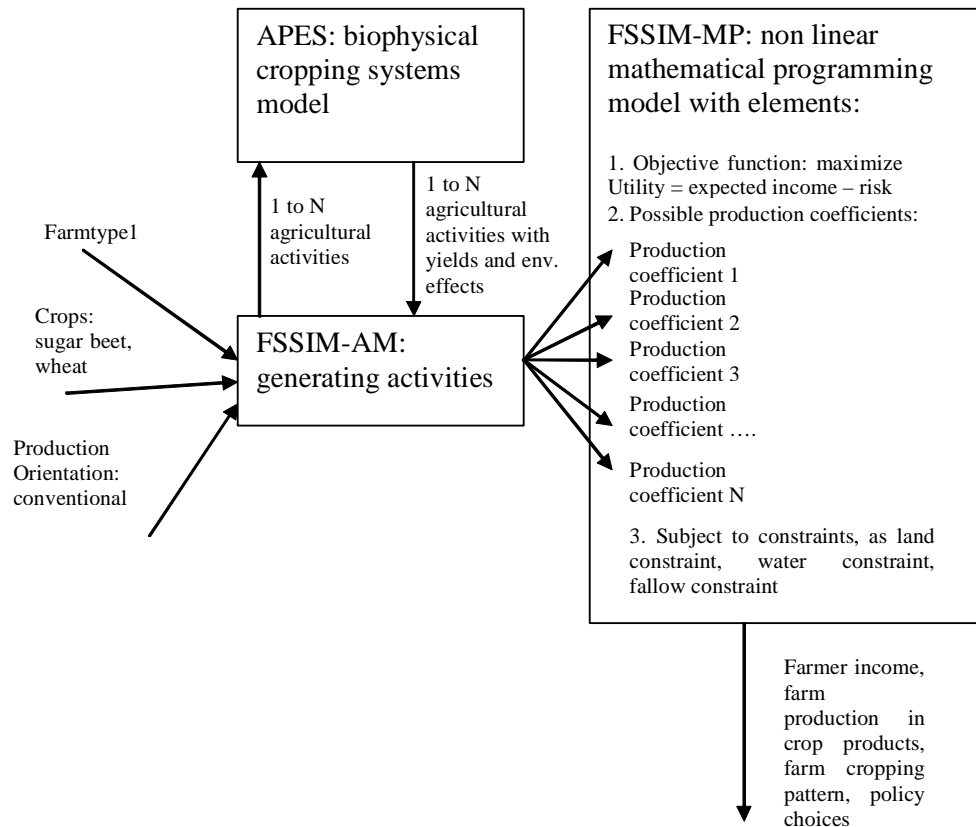 APES: biophysical
cropping systems
model
FSSIM-MP: non linear
mathematical programming
model with elements:
1. Objective function: maximize
Utility = expected income – risk
2. Possible production coefficients:
Production
coefficient 1
Production
coefficient 2
Production
coefficient 3
Production
coefficient ….
Production
coefficient N
3. Subject to constraints, as land
constraint, water constraint,
fallow constraint
1 to N
agricultural
activities
1 to N
agricultural
activities with
yields and env.
effects
Farmtype1
Crops:
sugar beet,
wheat
Production
Orientation:
conventional
FSSIM-AM:
generating activities
Farmer income,
farm
production in
crop products,
farm cropping
pattern, policy
choices